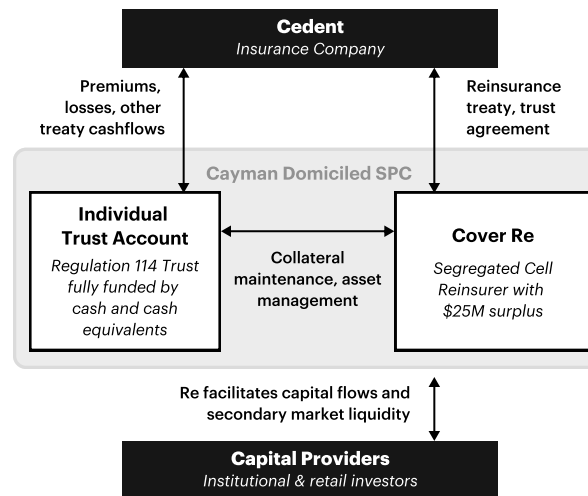 Cedent
Insurance Company
Premiums,
losses, other
treaty cashflows
Reinsurance
treaty, trust
agreement
Cayman Domiciled SPC
Individual
Trust Account
Regulation 114 Trust
fully funded by
cash and cash
equivalents
Collateral
maintenance, asset
management
Cover Re
Segregated Cell
Reinsurer with
$25M surplus
Re facilitates capital flows and
secondary market liquidity
Capital Providers
Institutional & retail investors